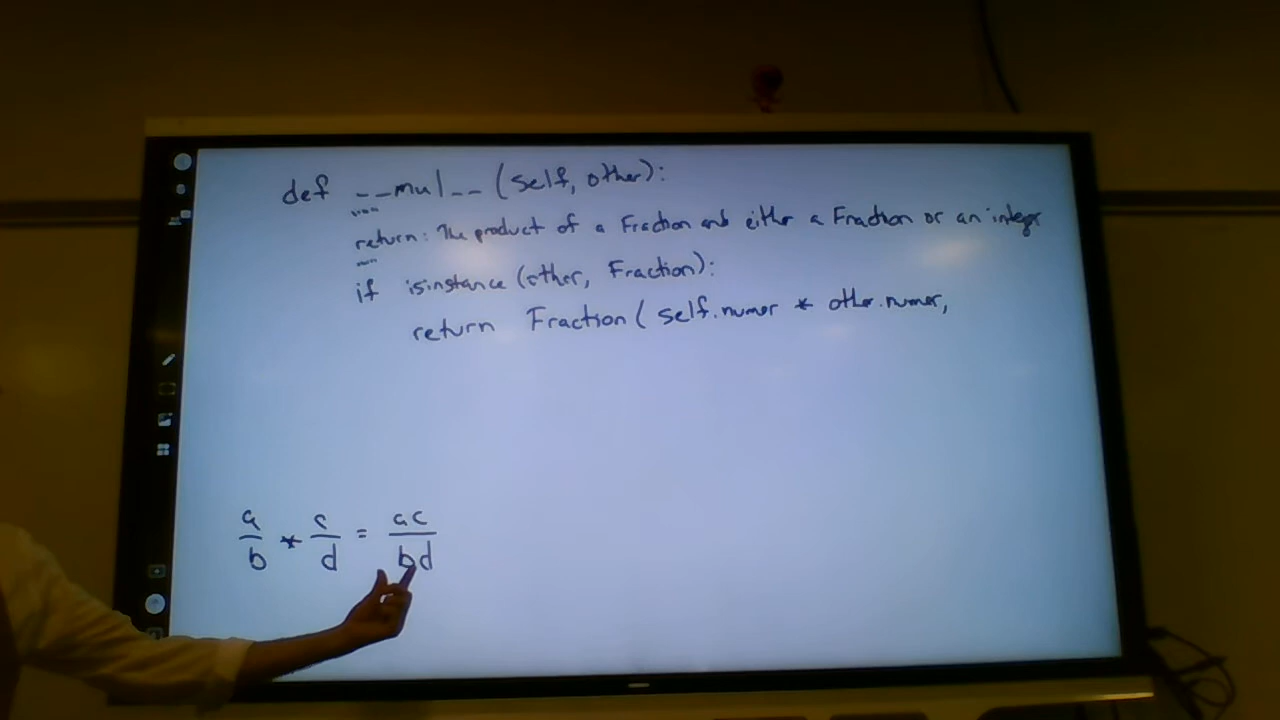 def __mul__ (self, other):
"""
return: The product of a Fraction and either a Fraction or an integer
"""
if isinstance (other, Fraction):
return Fraction ( self.numer * other.numer,
a/b * c/d = ac/bd